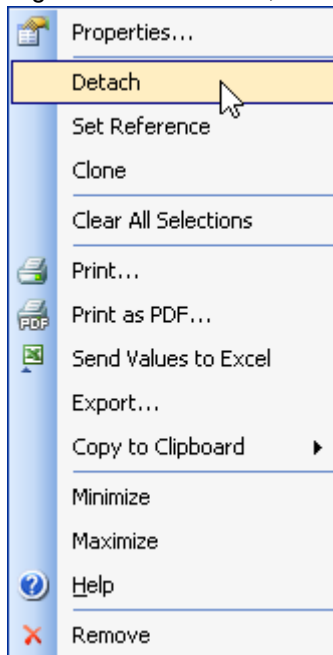 Properties...
Detach
Set Reference
Clone
Clear All Selections
Print...
PDF
Print as PDF...
Send Values to Excel
Export...
Copy to Clipboard
Minimize
Maximize
Help
Remove